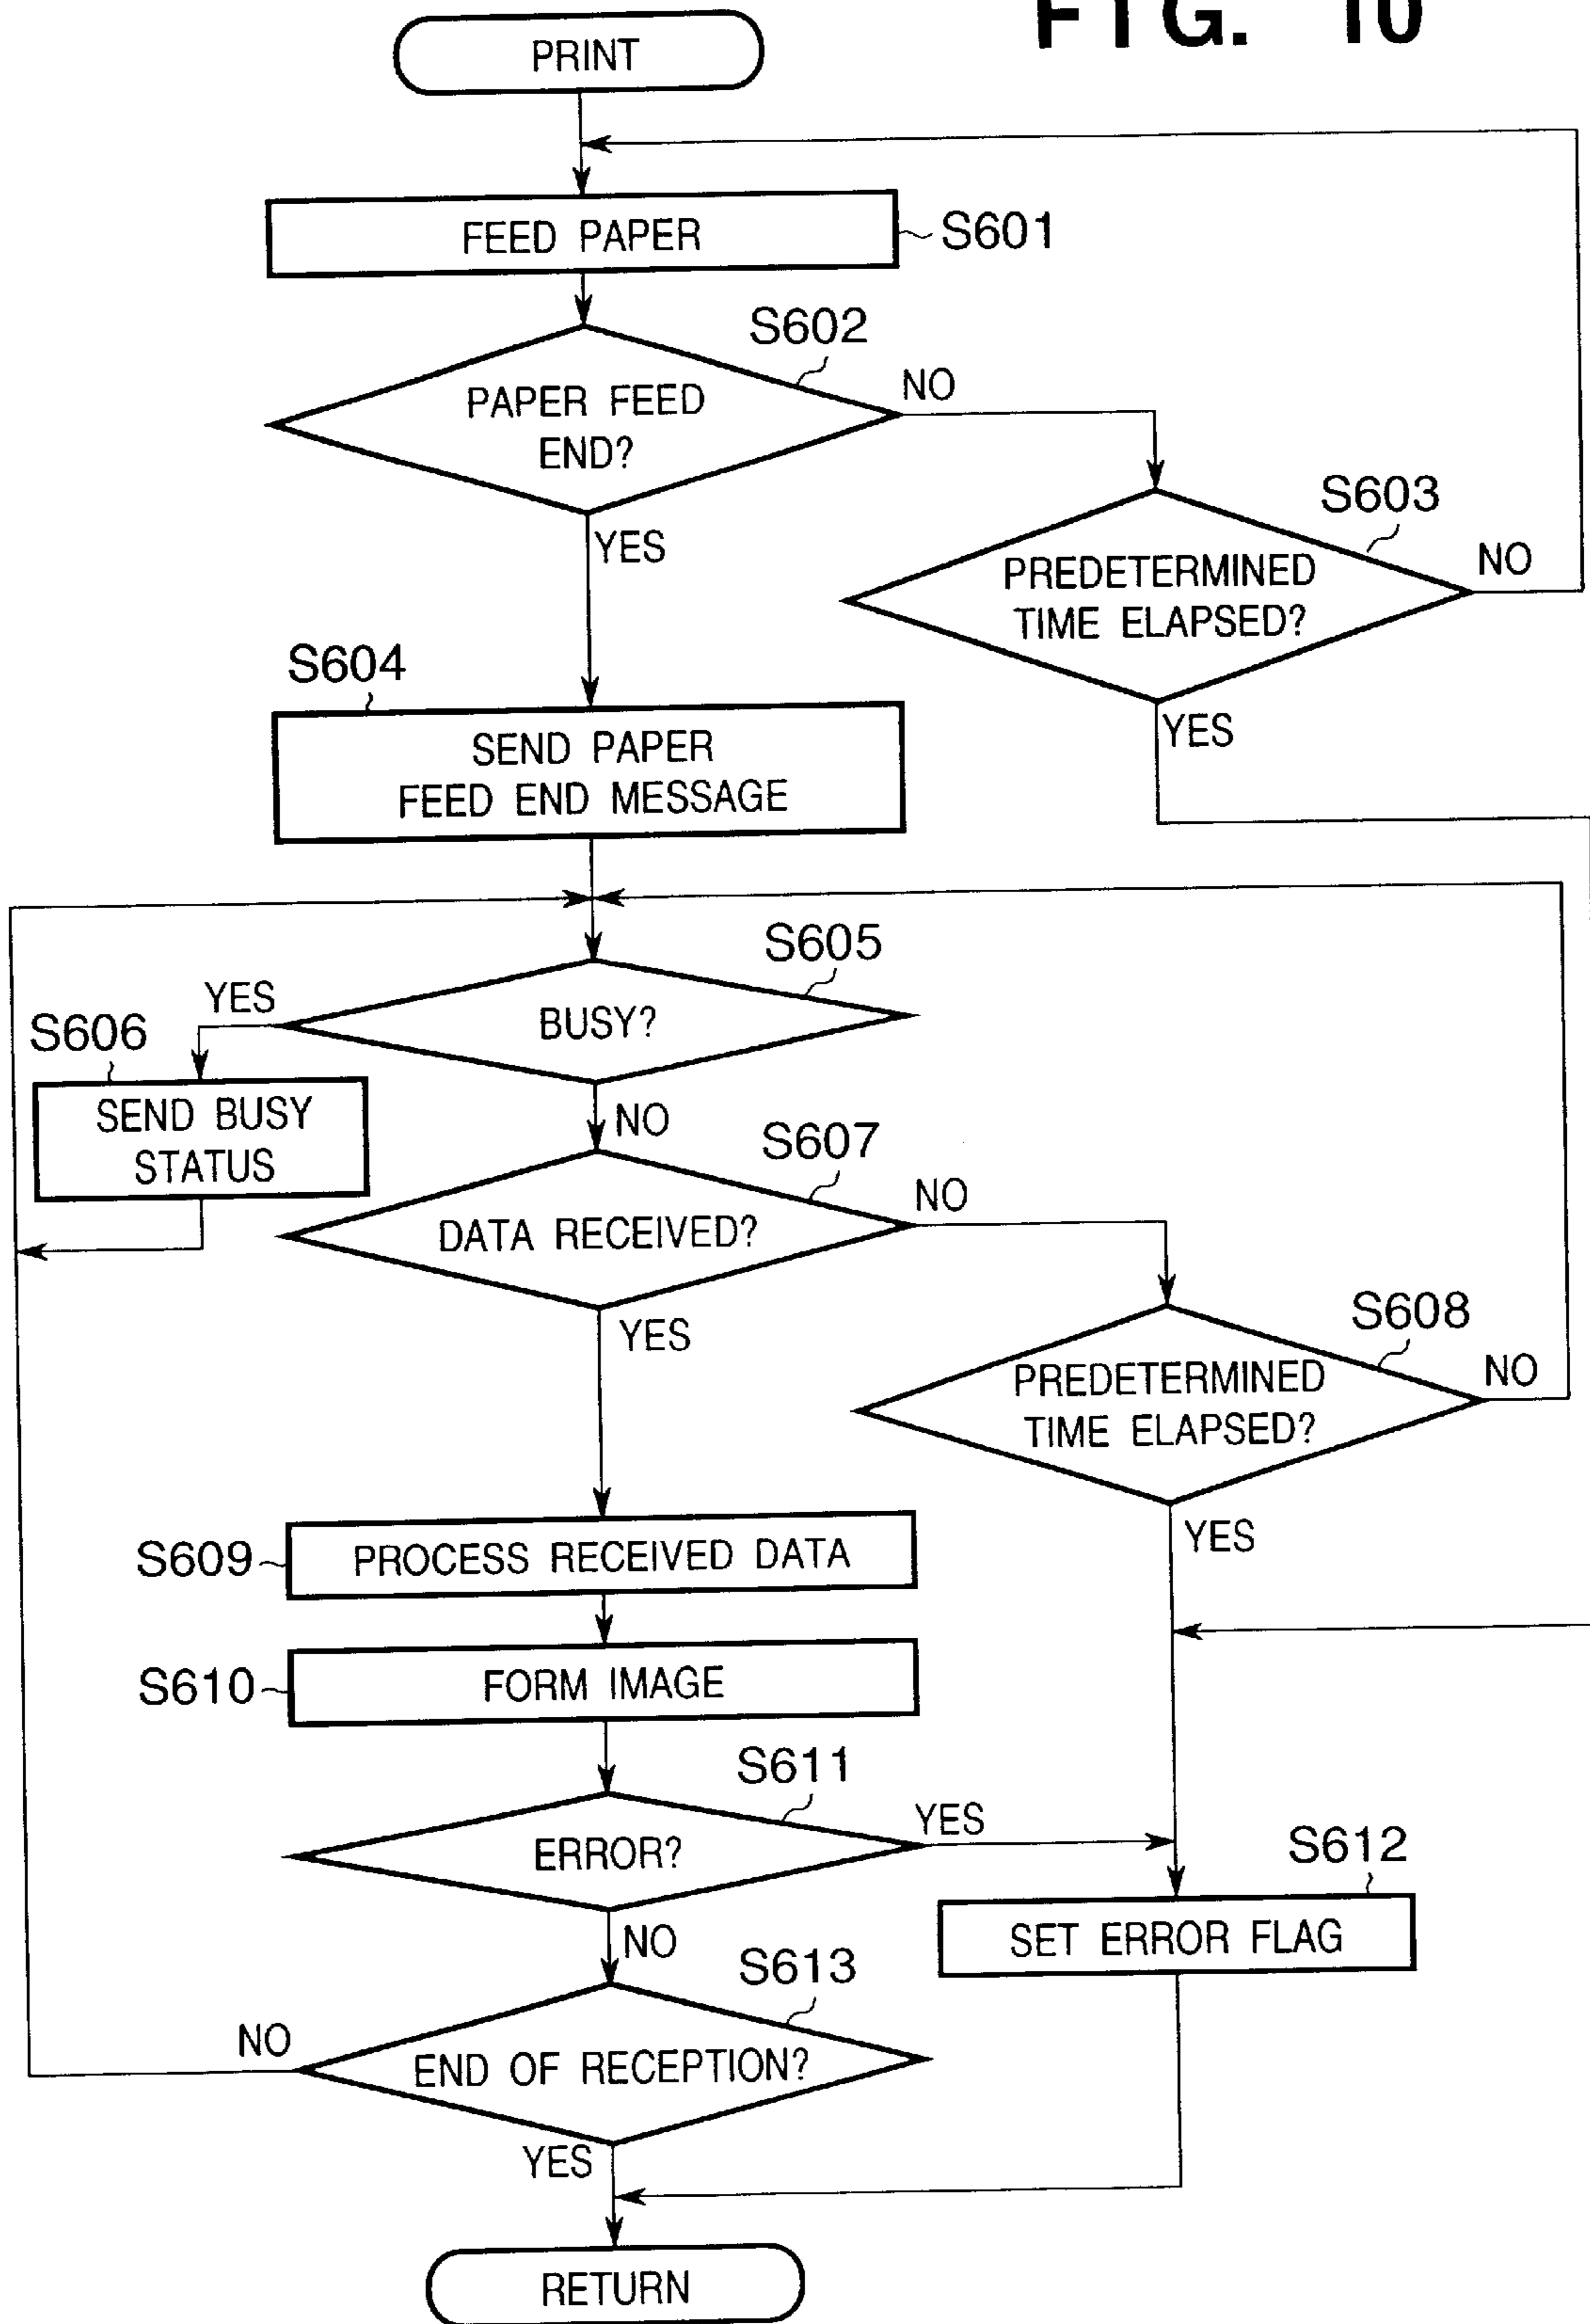 FIG. 10
PRINT
FEED PAPER
S601
S602
PAPER FEED
END?
NO
YES
S603
PREDETERMINED
TIME ELAPSED?
NO
YES
S604
SEND PAPER
FEED END MESSAGE
S605
BUSY?
YES
NO
S606
SEND BUSY
STATUS
S607
DATA RECEIVED?
NO
YES
S608
PREDETERMINED
TIME ELAPSED?
NO
YES
S609
PROCESS RECEIVED DATA
S610
FORM IMAGE
S611
ERROR?
YES
NO
S612
SET ERROR FLAG
S613
END OF RECEPTION?
NO
YES
RETURN